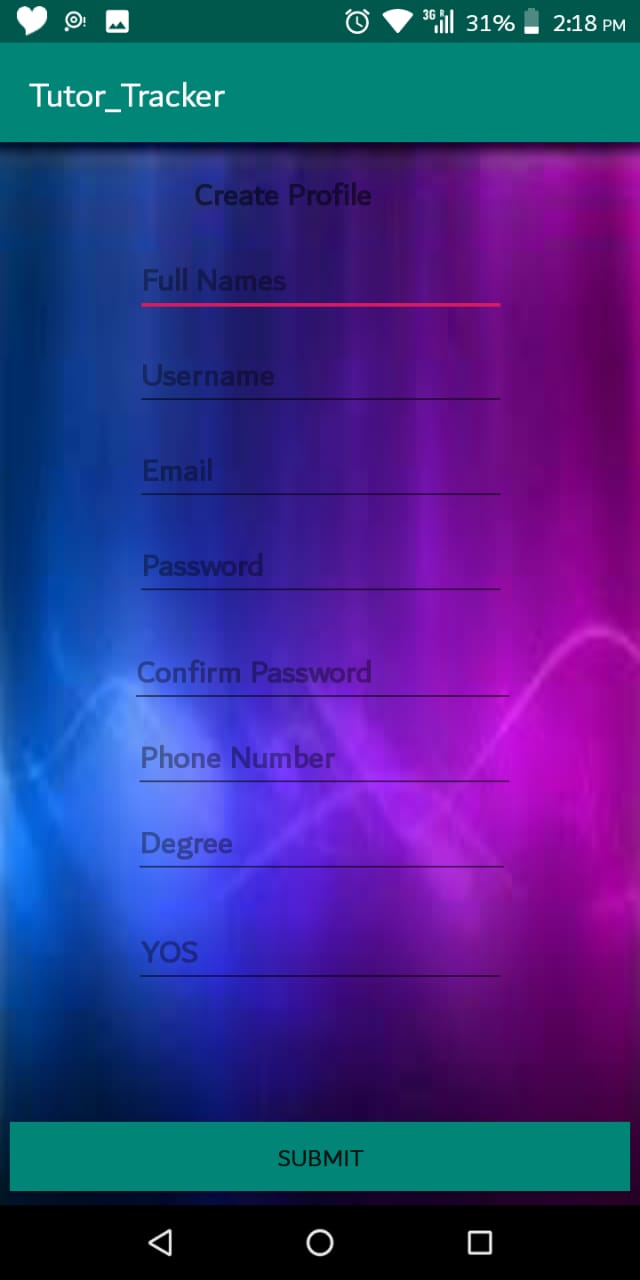 3G R 31% 2:18 PM
Tutor_Tracker
Create Profile
Full Names
Username
Email
Password
Confirm Password
Phone Number
Degree
YOS
SUBMIT